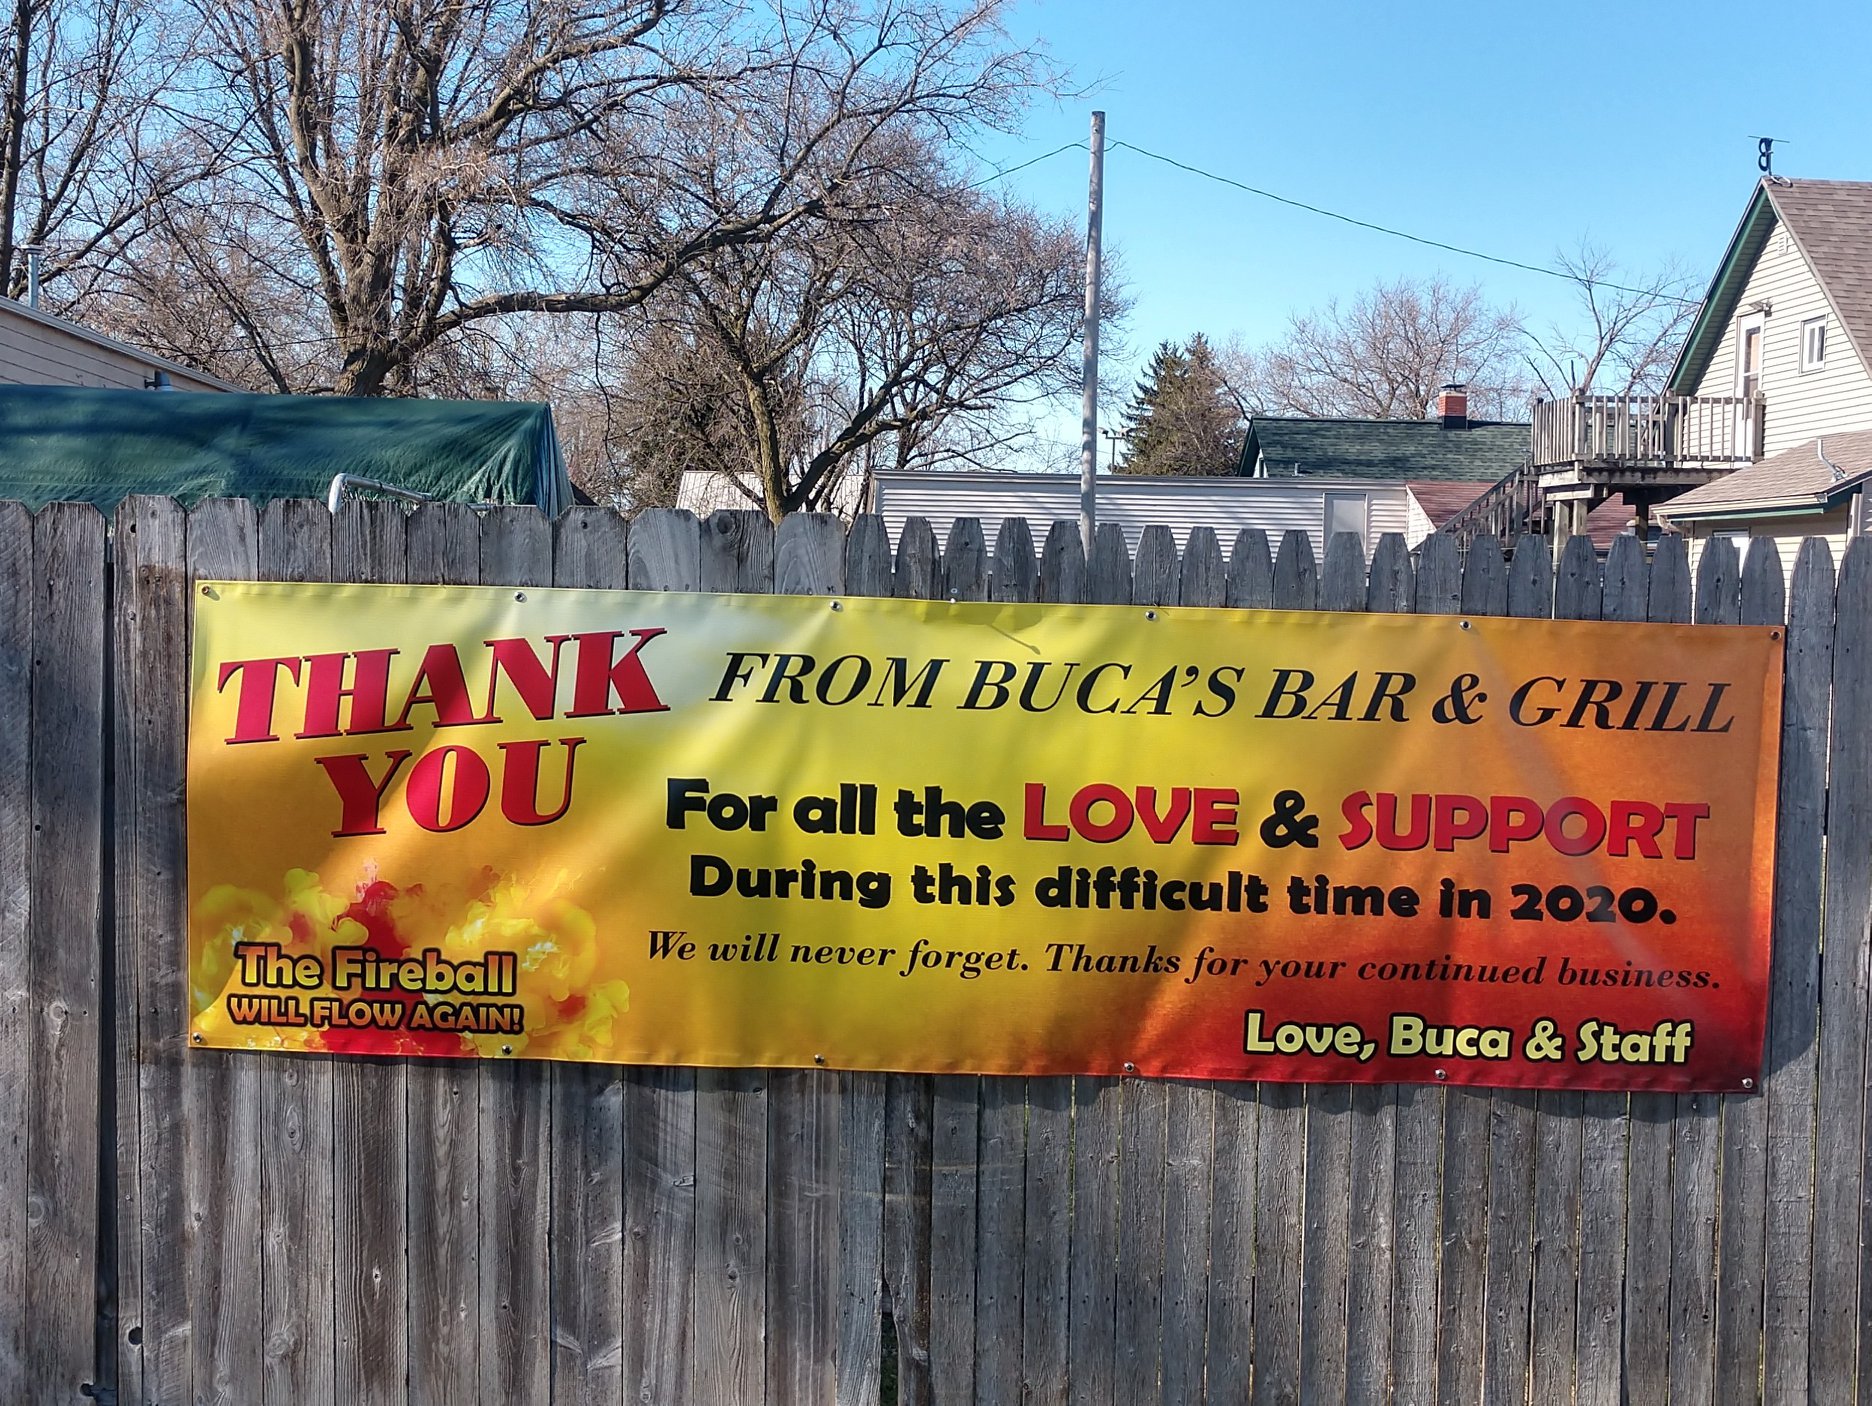 THANK YOU
FROM BUCA'S BAR & GRILL
For all the LOVE & SUPPORT
During this difficult time in 2020.
We will never forget. Thanks for your continued business.
The Fireball
WILL FLOW AGAIN!
Love, Buca & Staff